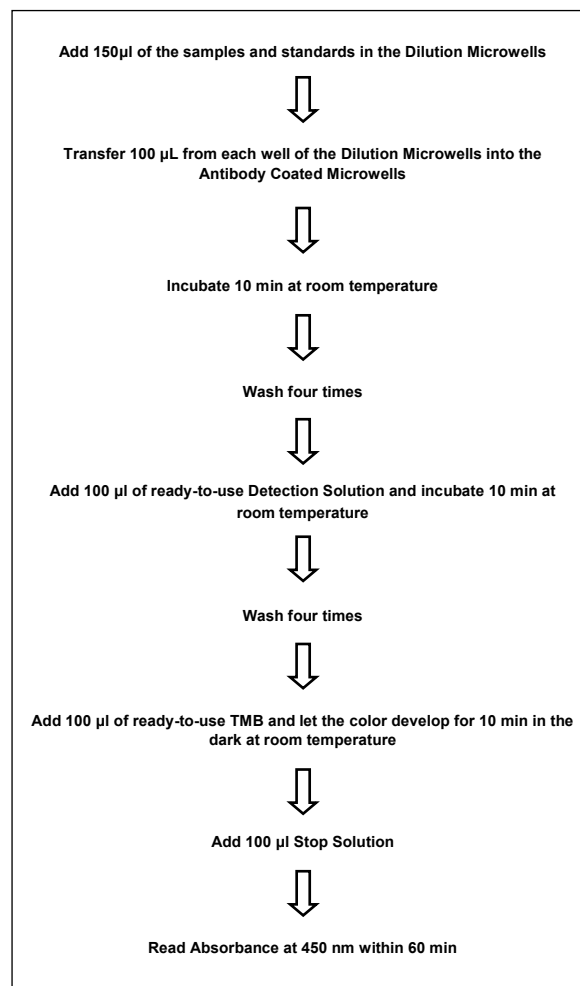 Add 150µl of the samples and standards in the Dilution Microwells
Transfer 100 µL from each well of the Dilution Microwells into the
Antibody Coated Microwells
Incubate 10 min at room temperature
Wash four times
Add 100 µl of ready-to-use Detection Solution and incubate 10 min at
room temperature
Wash four times
Add 100 µl of ready-to-use TMB and let the color develop for 10 min in the
dark at room temperature
Add 100 µl Stop Solution
Read Absorbance at 450 nm within 60 min